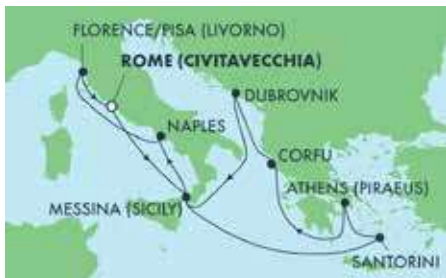 FLORENCE/PISA (LIVORNO)
ROME (CIVITAVECCHIA)
DUBROVNIK
NAPLES
CORFU
ATHENS (PIRAEUS)
MESSINA (SICILY)
SANTORINI